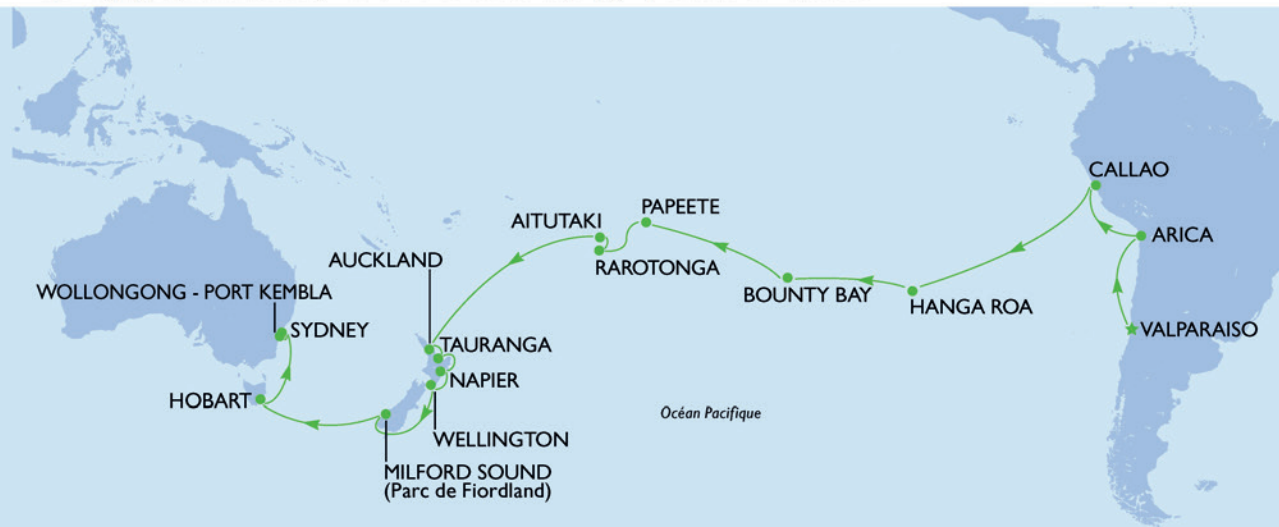 CALLAO
ARICA
PAPEETE
AITUTAKI
RAROTONGA
AUCKLAND
BOUNTY BAY
WOLLONGONG - PORT KEMBLA
HANGA ROA
SYDNEY
VALPARAISO
TAURANGA
NAPIER
HOBART
Océan Pacifique
WELLINGTON
MILFORD SOUND
(Parc de Fiordland)